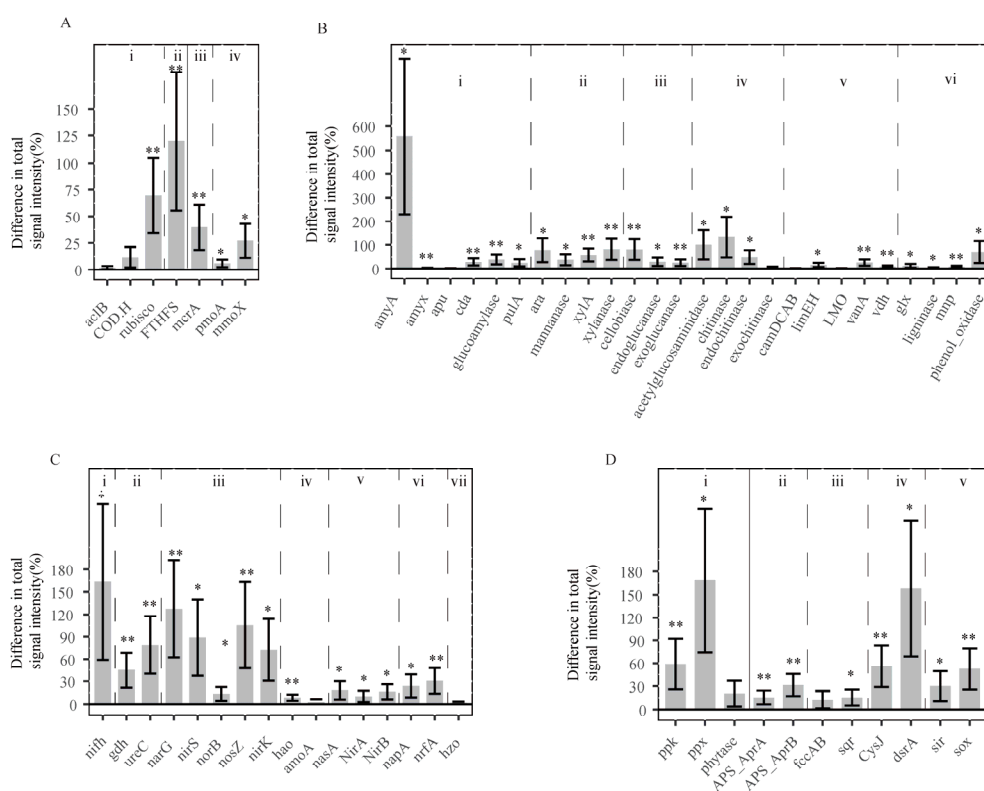 A
i ii iii iv
**
** ** * *
150
125
100
75
50
25
0
Difference in total
signal intensity(%)
aclB COD.H rubisco FTHFS mcrA pmoA mmoX
B
*
i ii iii iv v vi
600
500
400
300
200
100
0
Difference in total
signal intensity(%)
** ** ** * * * ** ** ** * ** * * * * ** ** * * ** *
amyA amyx apu cda glucoamylase pulA ara mannanase xylA xylanase cellobiase endoglucanase exoglucanase acetylglucosaminidase chitinase endochitinase exochitinase camDCAB limEH LMO vanA vdh glx ligninase mnp phenol_oxidase
C
i ii iii iv v vi vii
*
180
150
120
90
60
30
0
Difference in total
signal intensity(%)
** ** ** * * ** * ** * * * * **
nifh gdh ureC narG nirS norB nosZ nirK hao amoA nasA NirA NirB napA nrfA hzo
D
i ii iii iv v
180
150
120
90
60
30
0
Difference in total
signal intensity(%)
** * ** ** * ** * * **
ppk ppx phytase APS_AprA APS_AprB fccAB sqr CysJ dsrA sir sox